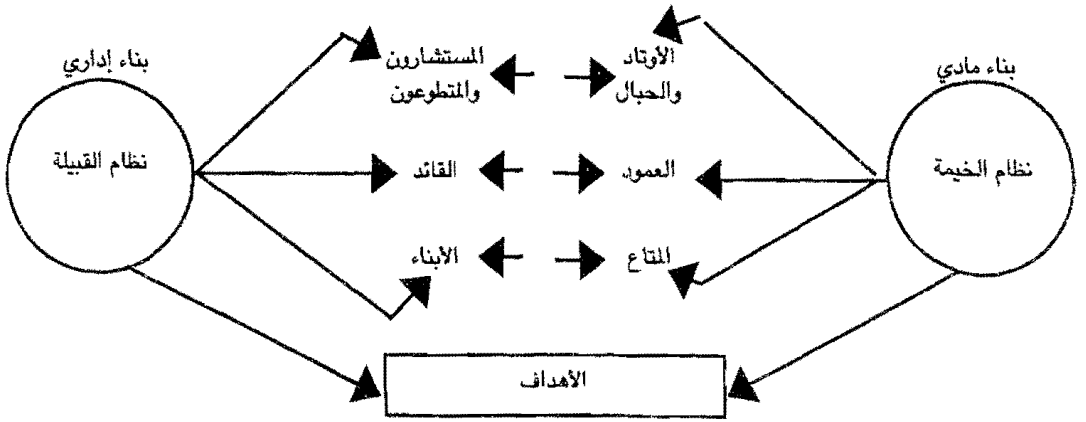 بناء مادي
نظام الخيمة
الأوتاد
والحبال
العمود
المتاع
المستشارون
والمتطوعون
القائد
الأبناء
بناء إداري
نظام القبيلة
الأهداف